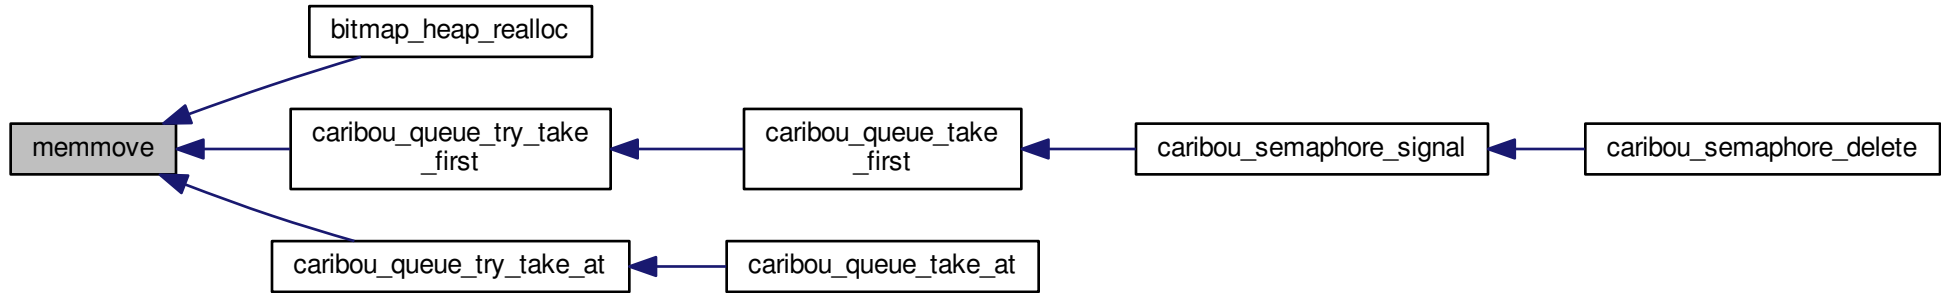 bitmap_heap_realloc
memmove
caribou_queue_try_take
_first
caribou_queue_take
_first
caribou_semaphore_signal
caribou_semaphore_delete
caribou_queue_try_take_at
caribou_queue_take_at